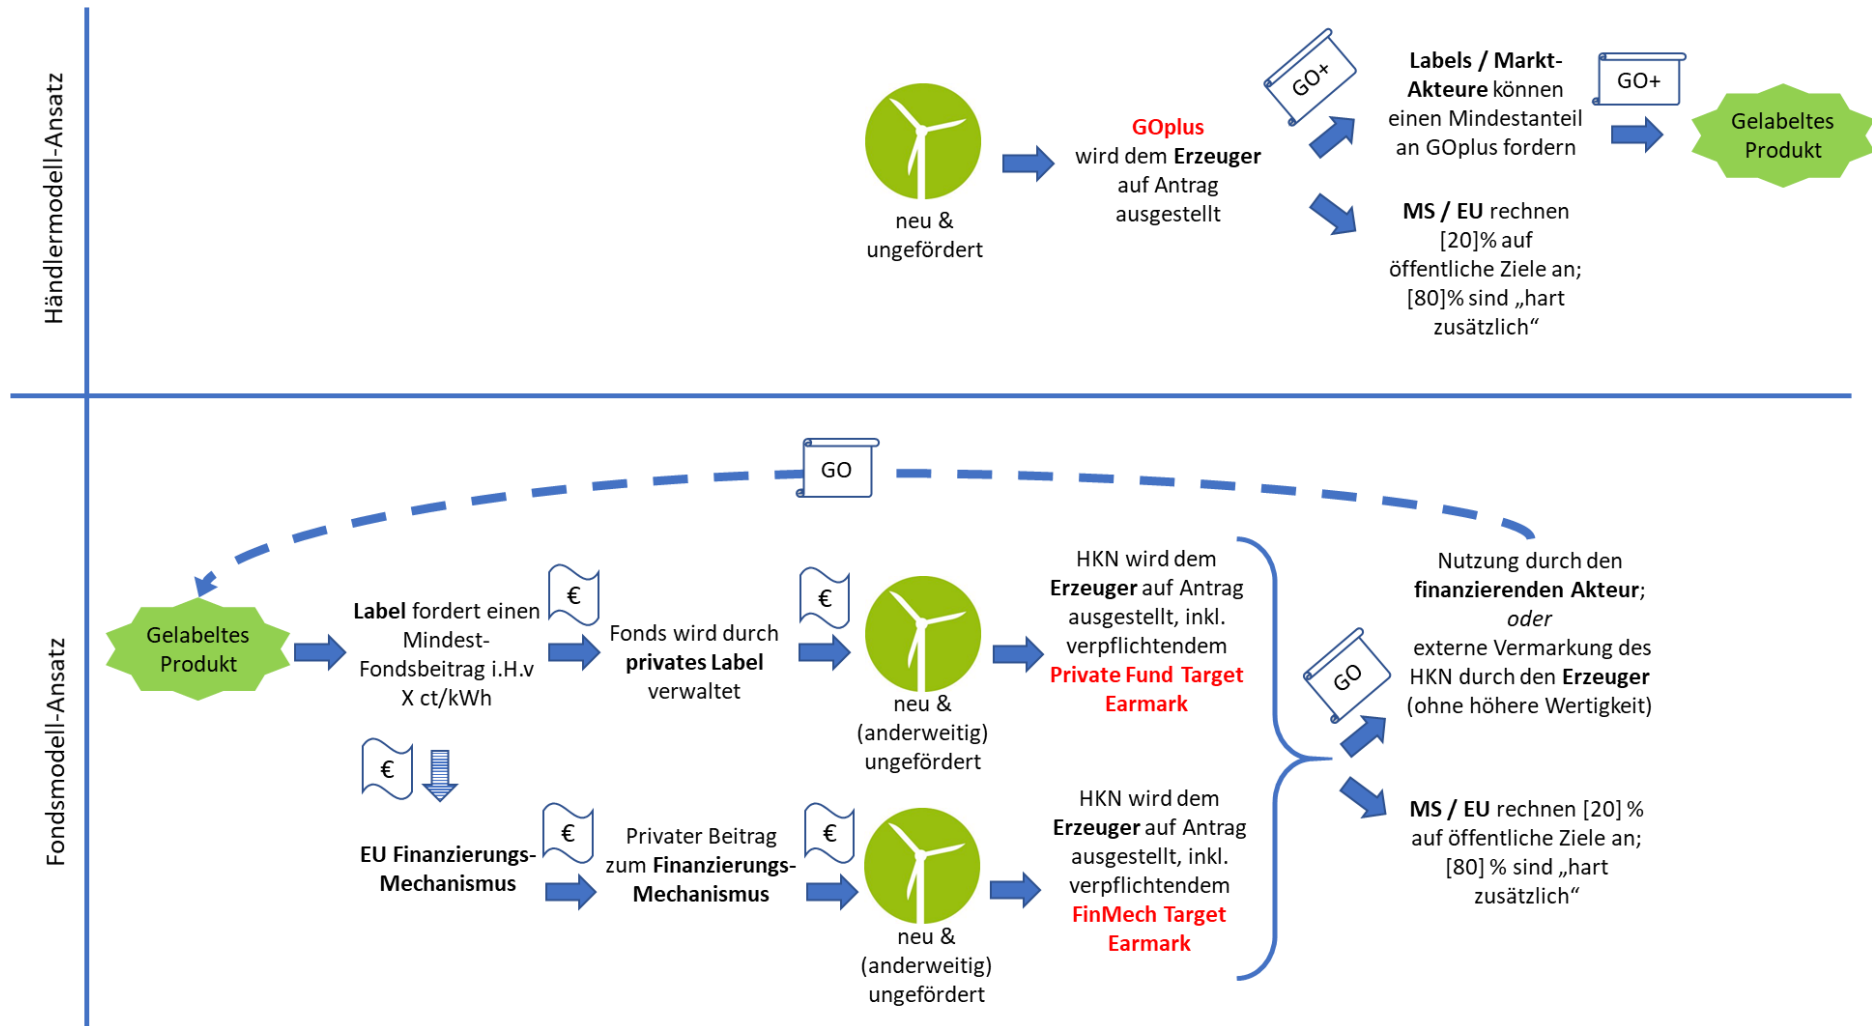 Händlermodell-Ansatz
neu &
ungefördert
GOplus
wird dem Erzeuger
auf Antrag
ausgestellt
GO+
Labels / Markt-
Akteure können
einen Mindestanteil
an GOplus fordern
GO+
Gelabeltes
Produkt
MS / EU rechnen
[20]% auf
öffentliche Ziele an;
[80]% sind „hart
zusätzlich“
Fondsmodell-Ansatz
GO
Gelabeltes
Produkt
Label fordert einen
Mindest-
Fondsbeitrag i.H.v
X ct/kWh
€
Fonds wird durch
privates Label
verwaltet
€
neu &
(anderweitig)
ungefördert
HKN wird dem
Erzeuger auf Antrag
ausgestellt, inkl.
verpflichtendem
Private Fund Target
Earmark
€
EU Finanzierungs-
Mechanismus
€
Privater Beitrag
zum Finanzierungs-
Mechanismus
€
neu &
(anderweitig)
ungefördert
HKN wird dem
Erzeuger auf Antrag
ausgestellt, inkl.
verpflichtendem
FinMech Target
Earmark
GO
Nutzung durch den
finanzierenden Akteur;
oder
externe Vermarkung des
HKN durch den Erzeuger
(ohne höhere Wertigkeit)
MS / EU rechnen [20] %
auf öffentliche Ziele an;
[80] % sind „hart
zusätzlich“